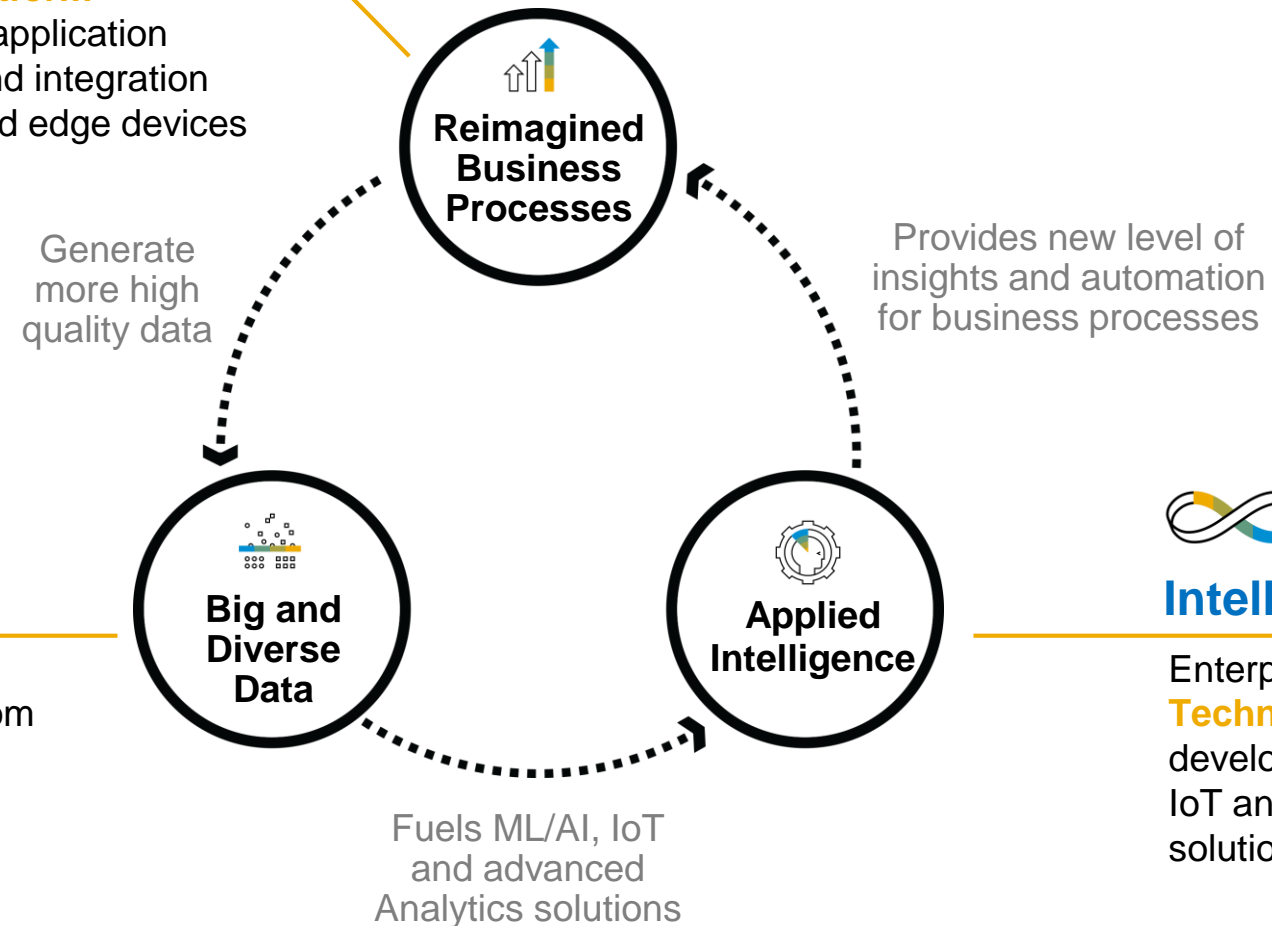 application
nd integration
d edge devices
Reimagined
Business
Processes
Generate
more high
quality data
Provides new level of
insights and automation
for business processes
Big and
Diverse
Data
Applied
Intelligence
Intell
om
Enterp
Techn
develo
IoT an
solutio
Fuels ML/AI, IoT
and advanced
Analytics solutions